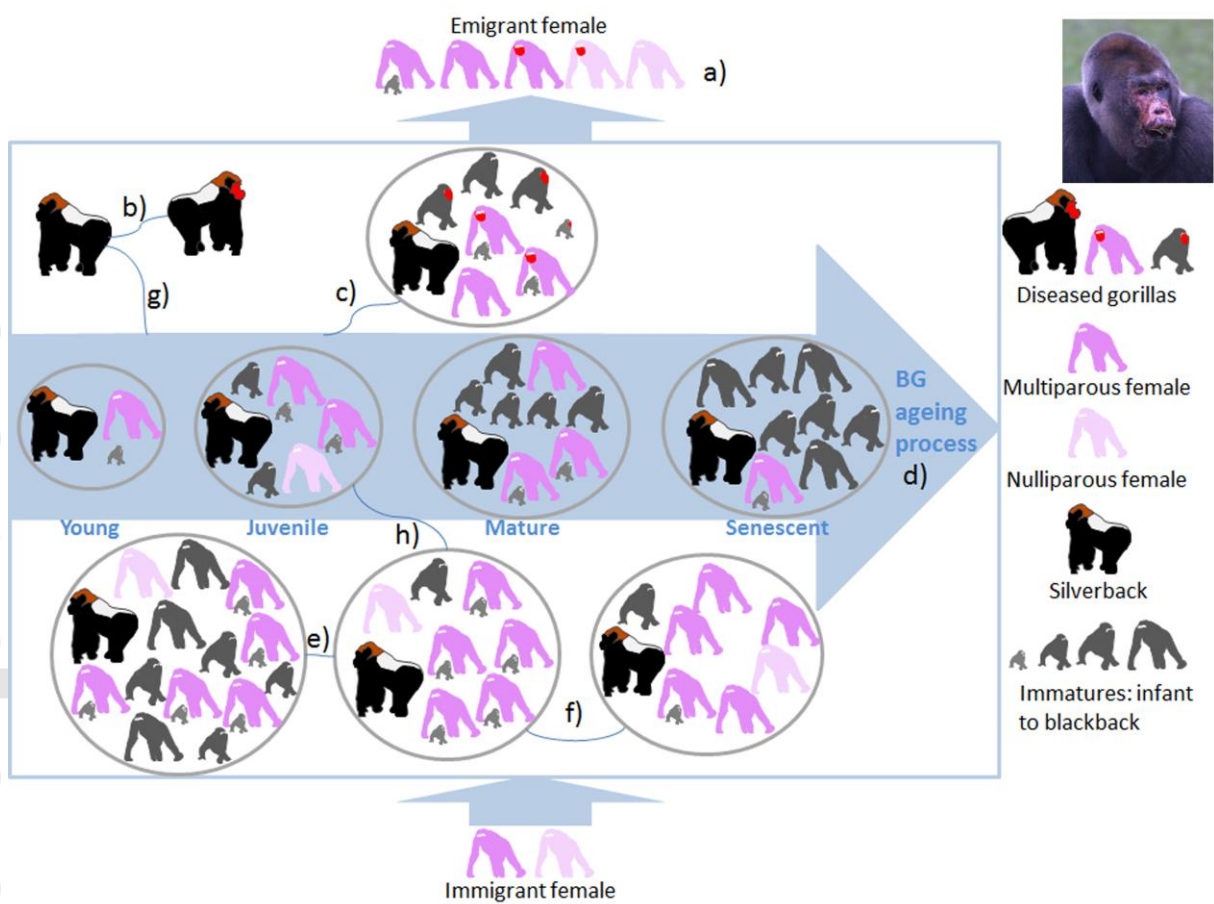 Emigrant female
a)
b)
g)
c)
Diseased gorillas
Multiparous female
BG
ageing
process
d)
Nulliparous female
Young
Juvenile
Mature
Senescent
h)
Silverback
e)
f)
Immatures: infant
to blackback
Immigrant female